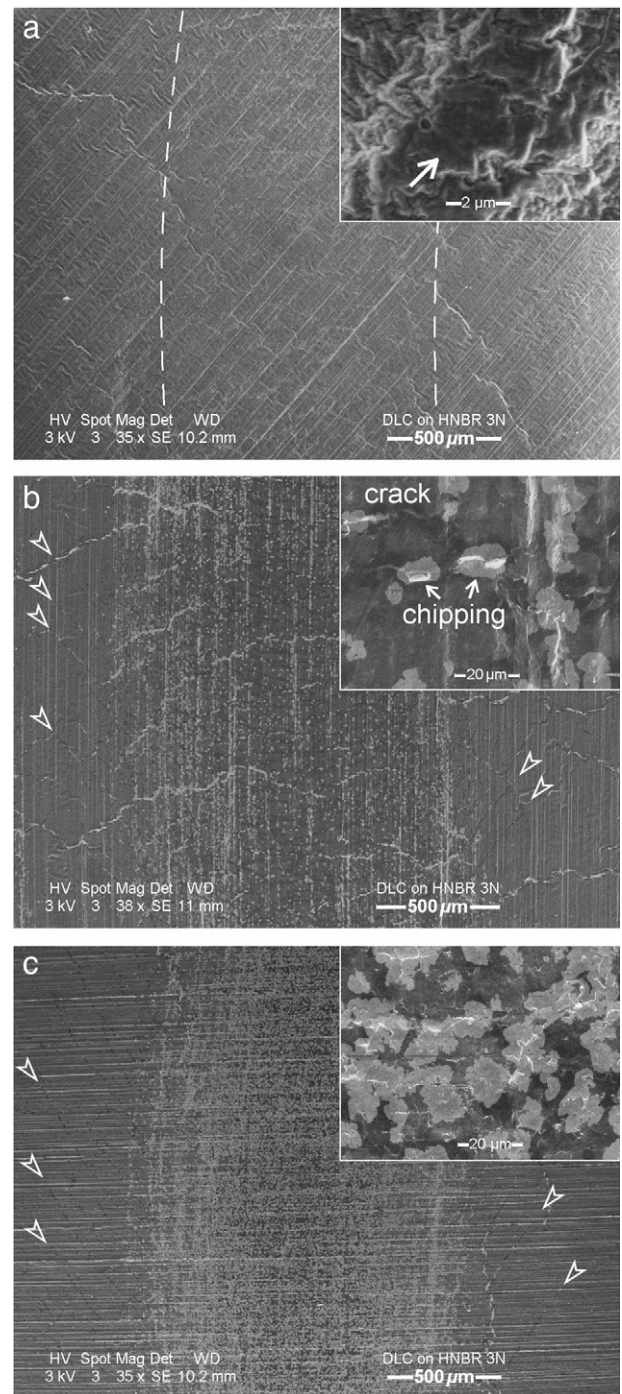 a
2 µm
HV Spot Mag Det WD
3 kV 3 35 x SE 10.2 mm
DLC on HNBR 3N
500 µm
b
crack
chipping
20 µm
HV Spot Mag Det WD
3 kV 3 38 x SE 11 mm
DLC on HNBR 3N
500 µm
c
20 µm
HV Spot Mag Det WD
3 kV 3 35 x SE 10.2 mm
DLC on HNBR 3N
500 µm